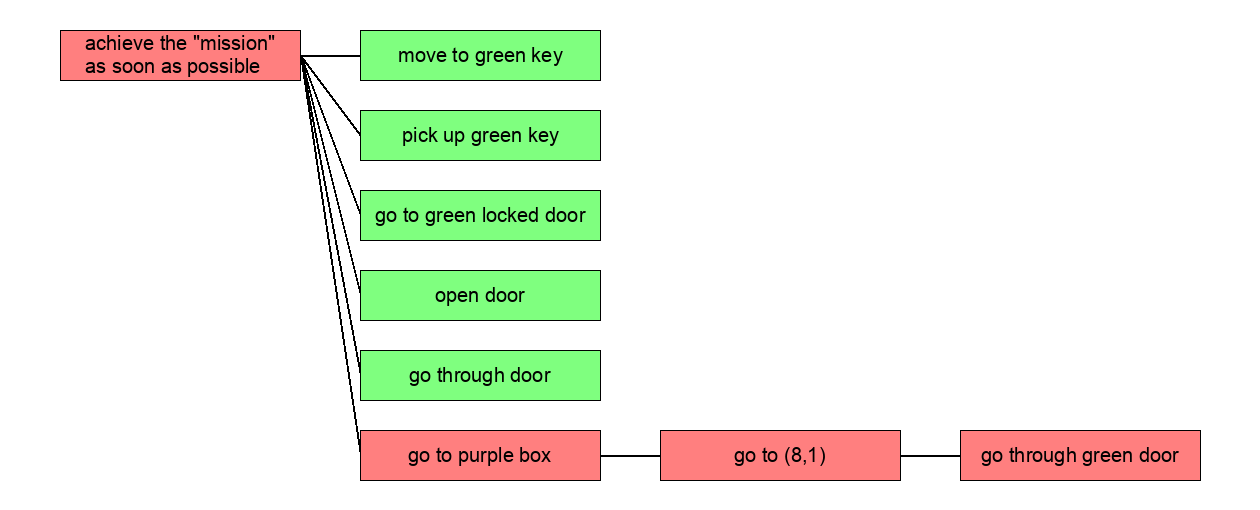 achieve the "mission"
as soon as possible
move to green key
pick up green key
go to green locked door
open door
go through door
go to purple box
go to (8,1)
go through green door